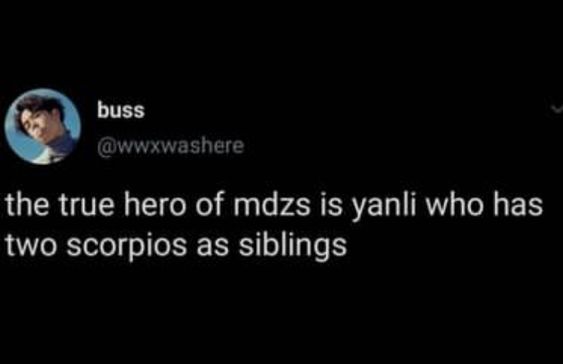 buss
@wwxwashere
the true hero of mdzs is yanli who has
two scorpios as siblings